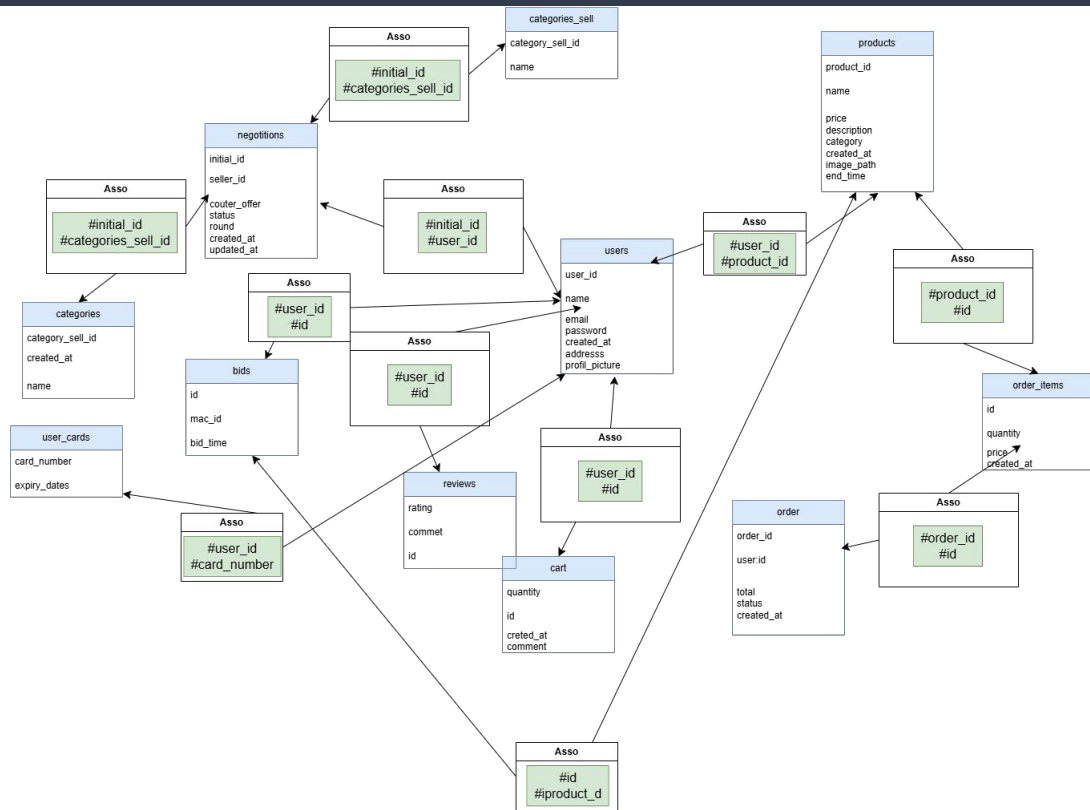 categories_sell
category_sell_id
name
Asso
#initial_id
#categories_sell_id
products
product_id
name
price
description
category
created_at
image_path
end_time
negotitions
initial_id
seller_id
couter_offer
status
round
created_at
updated_at
Asso
#initial_id
#categories_sell_id
Asso
#initial_id
#user_id
Asso
#user_id
#product_id
users
user_id
name
email
password
created_at
addresss
profil_picture
Asso
#product_id
#id
Asso
#user_id
#id
categories
category_sell_id
created_at
name
Asso
#user_id
#id
bids
id
mac_id
bid_time
order_items
id
quantity
price
created_at
user_cards
card_number
expiry_dates
Asso
#user_id
#id
reviews
rating
commet
id
Asso
#order_id
#id
order
order_id
user:id
total
status
created_at
Asso
#user_id
#card_number
cart
quantity
id
creted_at
comment
Asso
#id
#iproduct_d